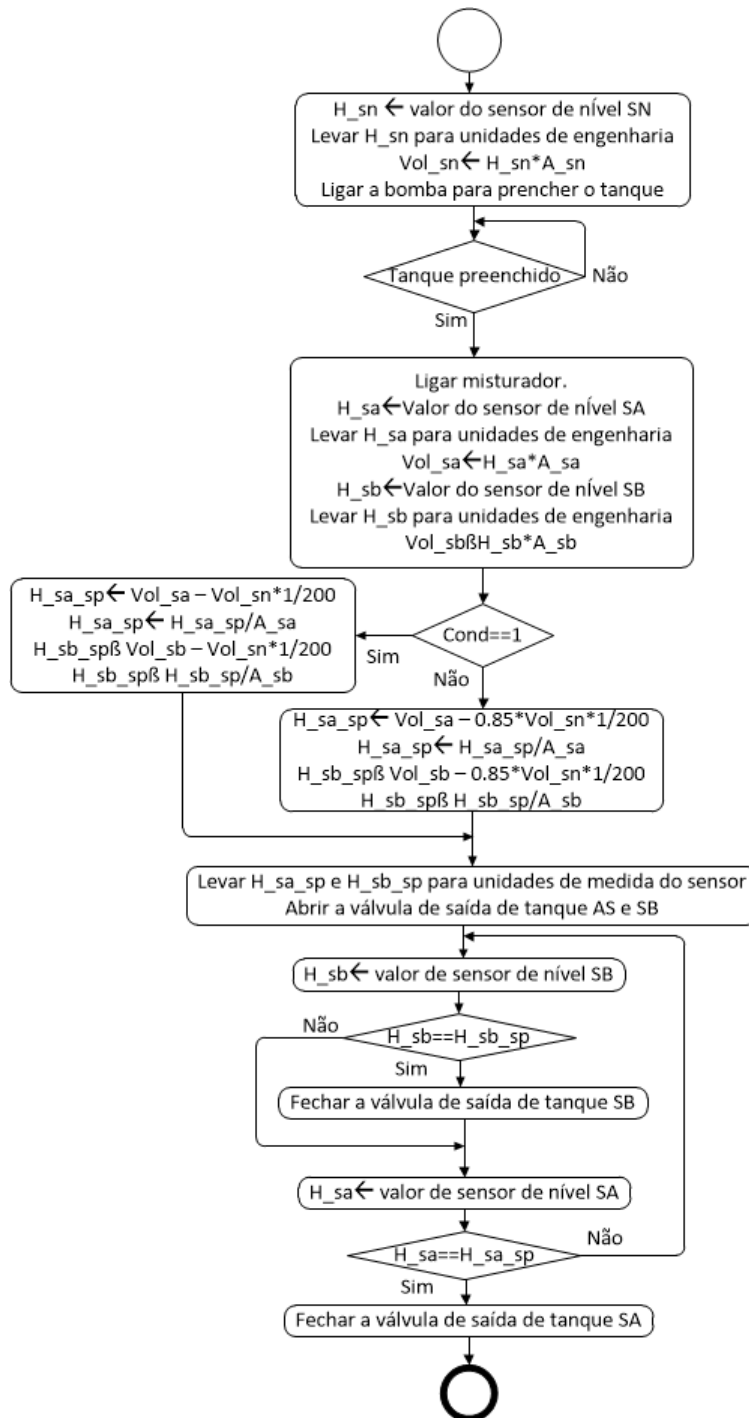 H_sn ← valor do sensor de nÍvel SN
Levar H_sn para unidades de engenharia
Vol_sn← H_sn*A_sn
Ligar a bomba para prencher o tanque
Tanque preenchido
Não
Sim
Ligar misturador.
H_sa←Valor do sensor de nÍvel SA
Levar H_sa para unidades de engenharia
Vol_sa←H_sa*A_sa
H_sb←Valor do sensor de nÍvel SB
Levar H_sb para unidades de engenharia
Vol_sbßH_sb*A_sb
Cond==1
Sim
Não
H_sa_sp← Vol_sa – Vol_sn*1/200
H_sa_sp← H_sa_sp/A_sa
H_sb_spß Vol_sb – Vol_sn*1/200
H_sb_spß H_sb_sp/A_sb
H_sa_sp← Vol_sa – 0.85*Vol_sn*1/200
H_sa_sp← H_sa_sp/A_sa
H_sb_spß Vol_sb – 0.85*Vol_sn*1/200
H_sb_spß H_sb_sp/A_sb
Levar H_sa_sp e H_sb_sp para unidades de medida do sensor
Abrir a válvula de saída de tanque AS e SB
H_sb← valor de sensor de nível SB
Não
H_sb==H_sb_sp
Sim
Fechar a válvula de saída de tanque SB
H_sa← valor de sensor de nível SA
H_sa==H_sa_sp
Não
Sim
Fechar a válvula de saída de tanque SA